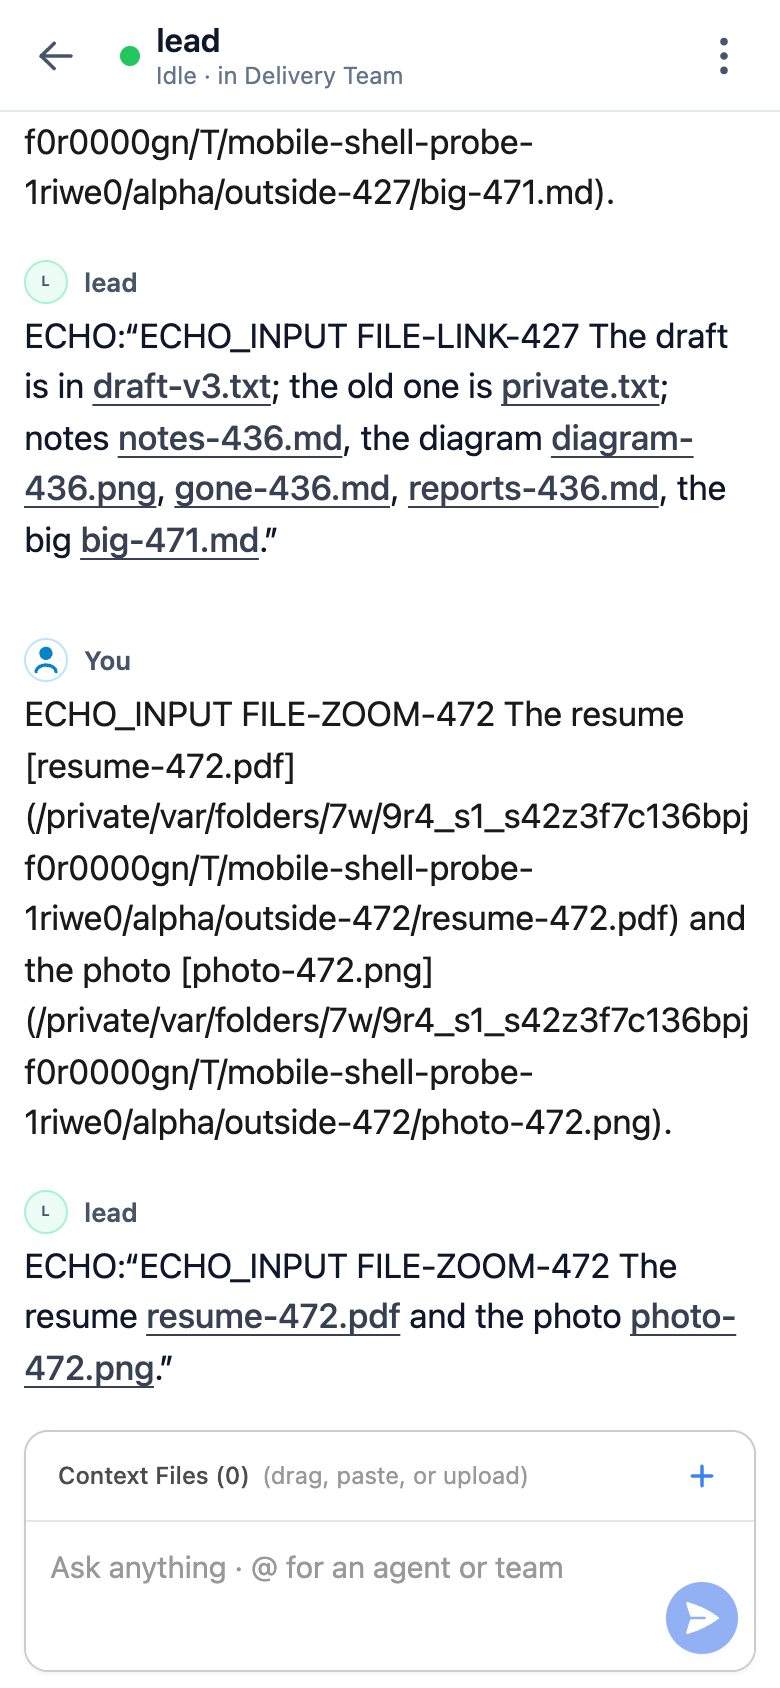 lead
Idle · in Delivery Team
f0r0000gn/T/mobile-shell-probe-
1riwe0/alpha/outside-427/big-471.md).
L lead
ECHO:“ECHO_INPUT FILE-LINK-427 The draft
is in draft-v3.txt; the old one is private.txt;
notes notes-436.md, the diagram diagram-
436.png, gone-436.md, reports-436.md, the
big big-471.md.”
You
ECHO_INPUT FILE-ZOOM-472 The resume
[resume-472.pdf]
(/private/var/folders/7w/9r4_s1_s42z3f7c136bpj
f0r0000gn/T/mobile-shell-probe-
1riwe0/alpha/outside-472/resume-472.pdf) and
the photo [photo-472.png]
(/private/var/folders/7w/9r4_s1_s42z3f7c136bpj
f0r0000gn/T/mobile-shell-probe-
1riwe0/alpha/outside-472/photo-472.png).
L lead
ECHO:“ECHO_INPUT FILE-ZOOM-472 The
resume resume-472.pdf and the photo photo-
472.png.”
Context Files (0) (drag, paste, or upload)
Ask anything · @ for an agent or team